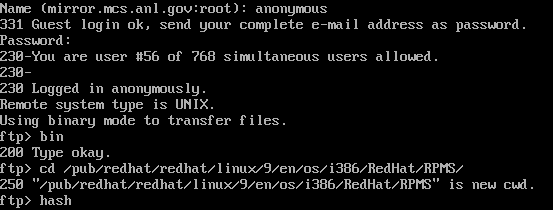 Name (mirror.mcs.anl.gov:root): anonymous
331 Guest login ok, send your complete e-mail address as password.
Password:
230-You are user #56 of 768 simultaneous users allowed.
230-
230 Logged in anonymously.
Remote system type is UNIX.
Using binary mode to transfer files.
ftp> bin
200 Type okay.
ftp> cd /pub/redhat/redhat/linux/9/en/os/i386/RedHat/RPMS/
250 "/pub/redhat/redhat/linux/9/en/os/i386/RedHat/RPMS" is new cwd.
ftp> hash